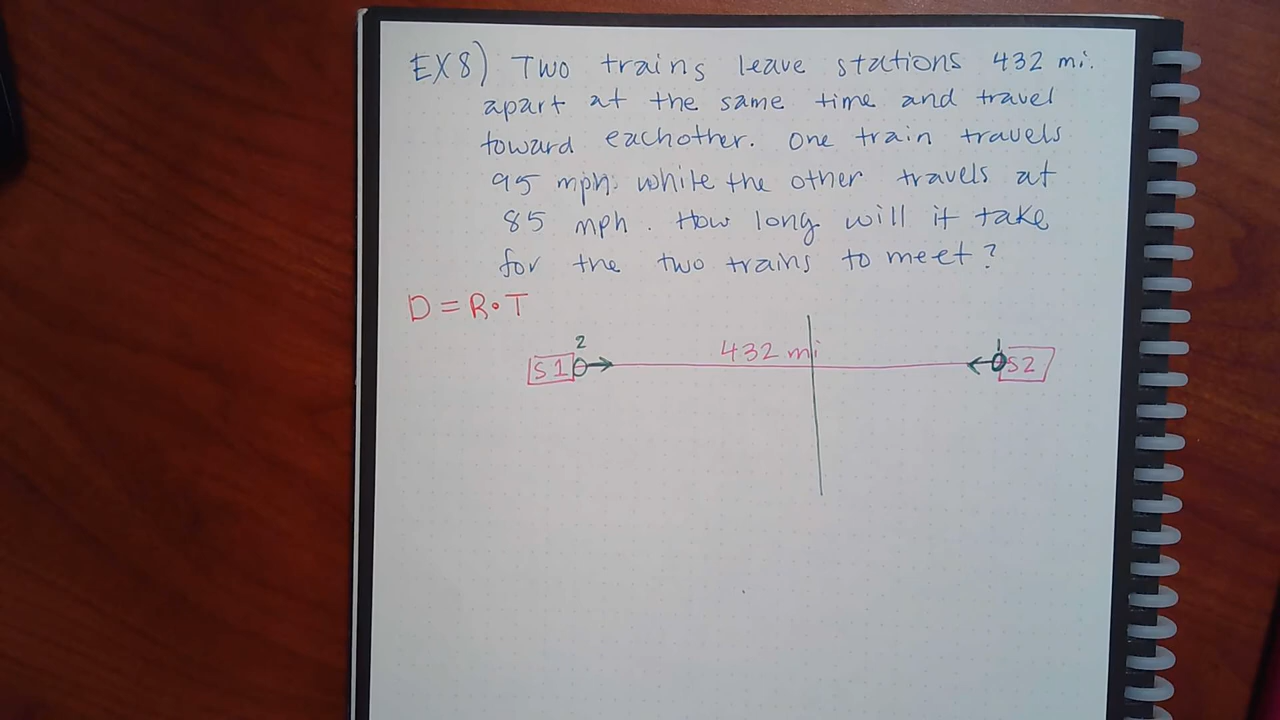 EX8) Two trains leave stations 432 mi.
apart at the same time and travel
toward eachother. One train travels
95 mph. while the other travels at
85 mph. How long will it take
for the two trains to meet?
D = R • T
2
432 mi
1
S1
S2